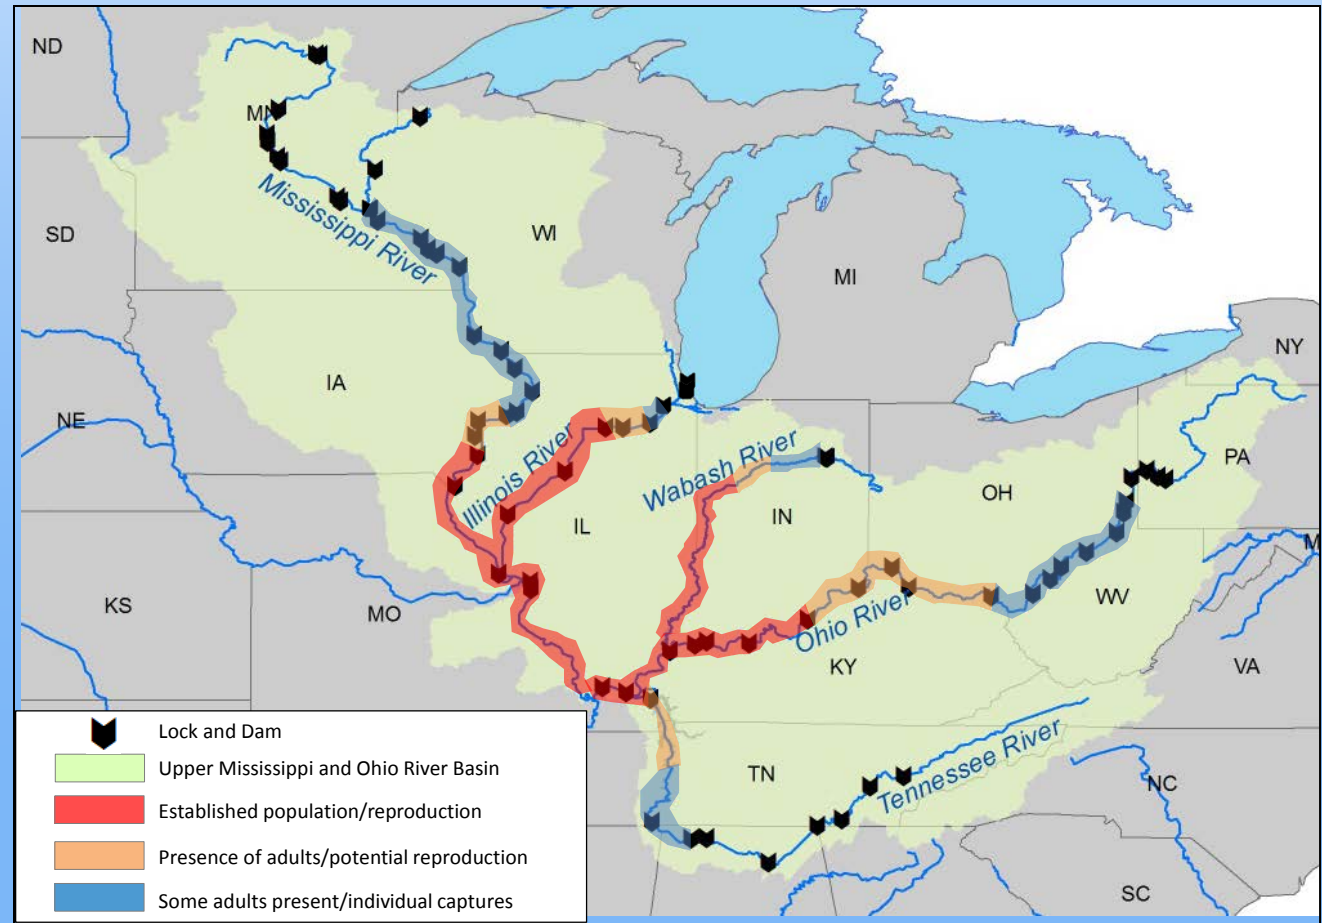 ND
MN
Mississippi River
SD
WI
MI
NY
IA
NE
Illinois River
Wabash River
PA
OH
IL
IN
M
KS
MO
Ohio River
WV
KY
VA
TN
Tennessee River
NC
SC
Lock and Dam
Upper Mississippi and Ohio River Basin
Established population/reproduction
Presence of adults/potential reproduction
Some adults present/individual captures